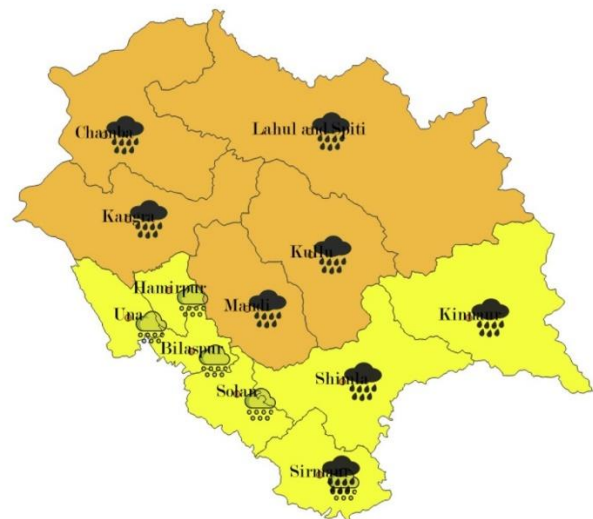 Chamba
Lahul and Spiti
Kangra
Kullu
Hamirpur
Mandi
Una
Kinnaur
Bilaspur
Shimla
Solan
Sirmaur